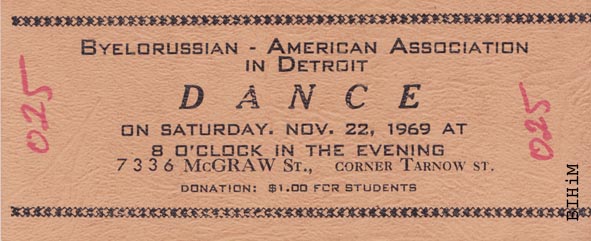 BYELORUSSIAN - AMERICAN ASSOCIATION
IN DETROIT
DANCE
ON SATURDAY. NOV. 22, 1969 AT
8 O'CLOCK IN THE EVENING
7336 McGRAW ST., CORNER TARNOW ST.
DONATION: $1.00 FOR STUDENTS
025
025
BIHiM